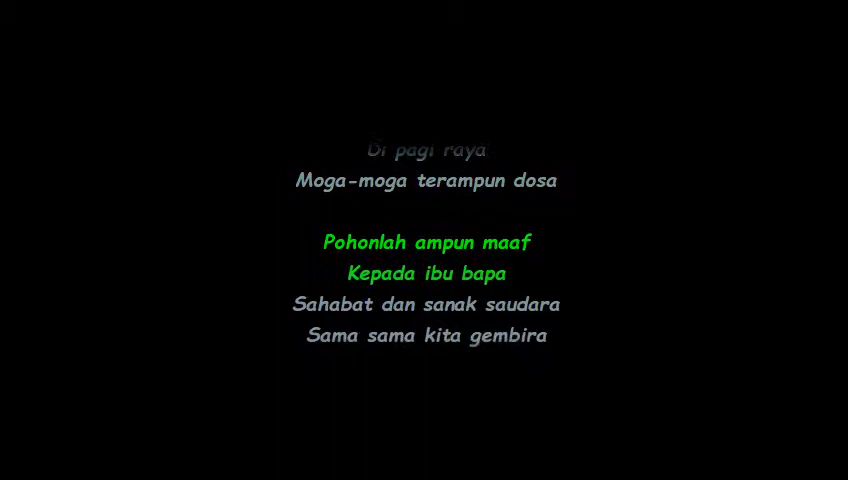 Di pagi raya
Moga-moga terampun dosa
Pohonlah ampun maaf
Kepada ibu bapa
Sahabat dan sanak saudara
Sama sama kita gembira